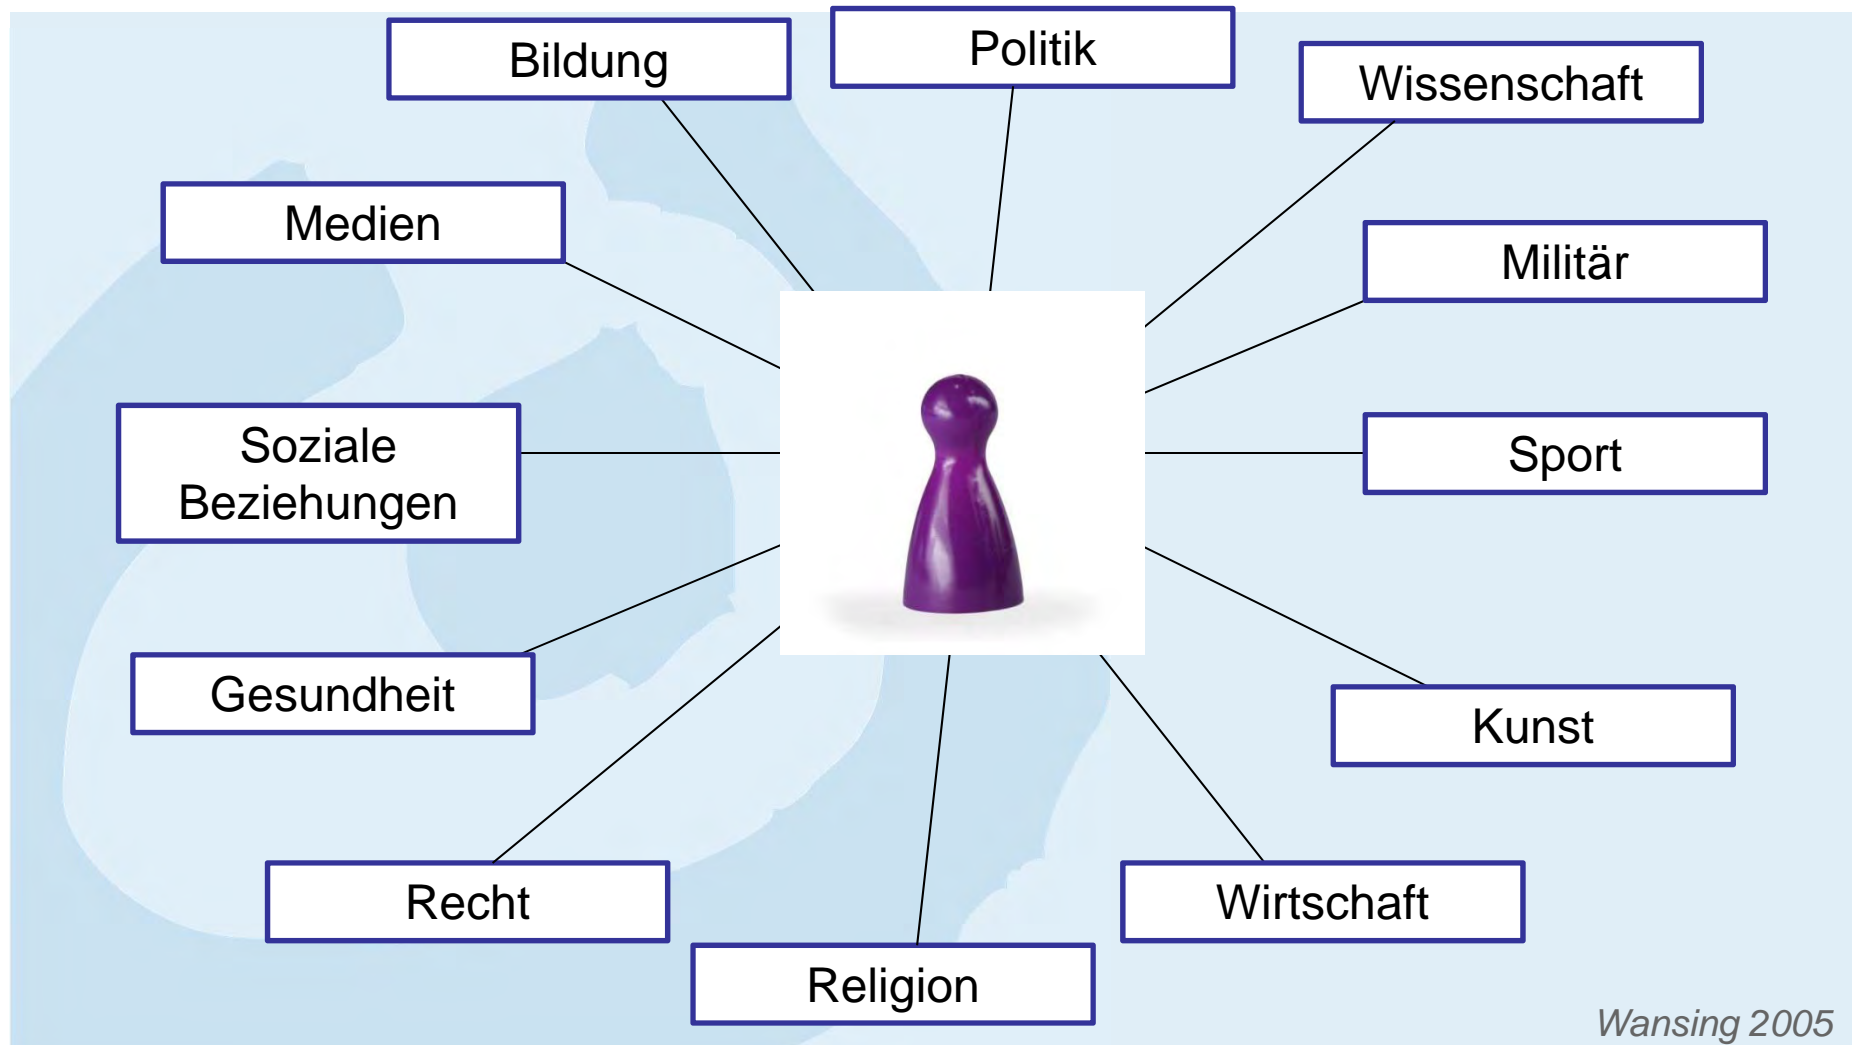 Bildung
Politik
Wissenschaft
Medien
Militär
Soziale
Beziehungen
Sport
Gesundheit
Kunst
Recht
Wirtschaft
Religion
Wansing 2005